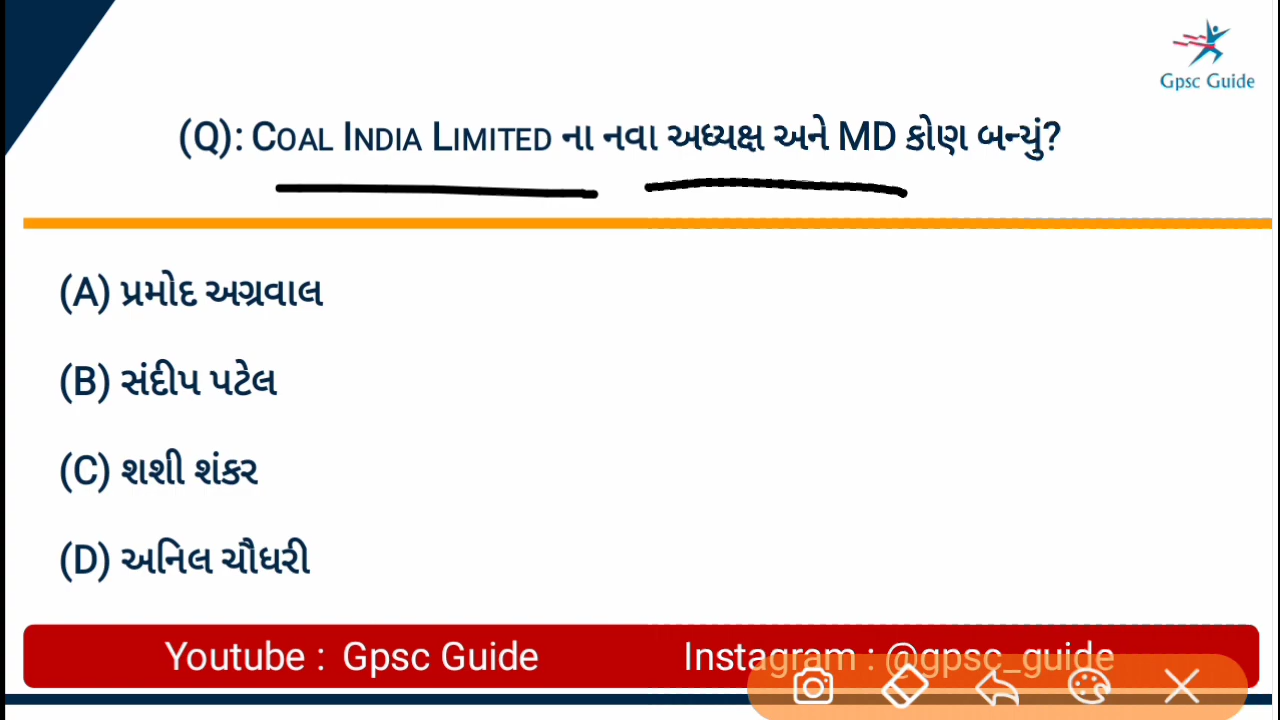 Gpsc Guide
(Q): COAL INDIA LIMITED ના નવા અધ્યક્ષ અને MD કોણ બન્યું?
(A) પ્રમોદ અગ્રવાલ
(B) સંદીપ પટેલ
(C) શશી શંકર
(D) અનિલ ચૌધરી
Youtube : Gpsc Guide Instagram : @gpsc_guide